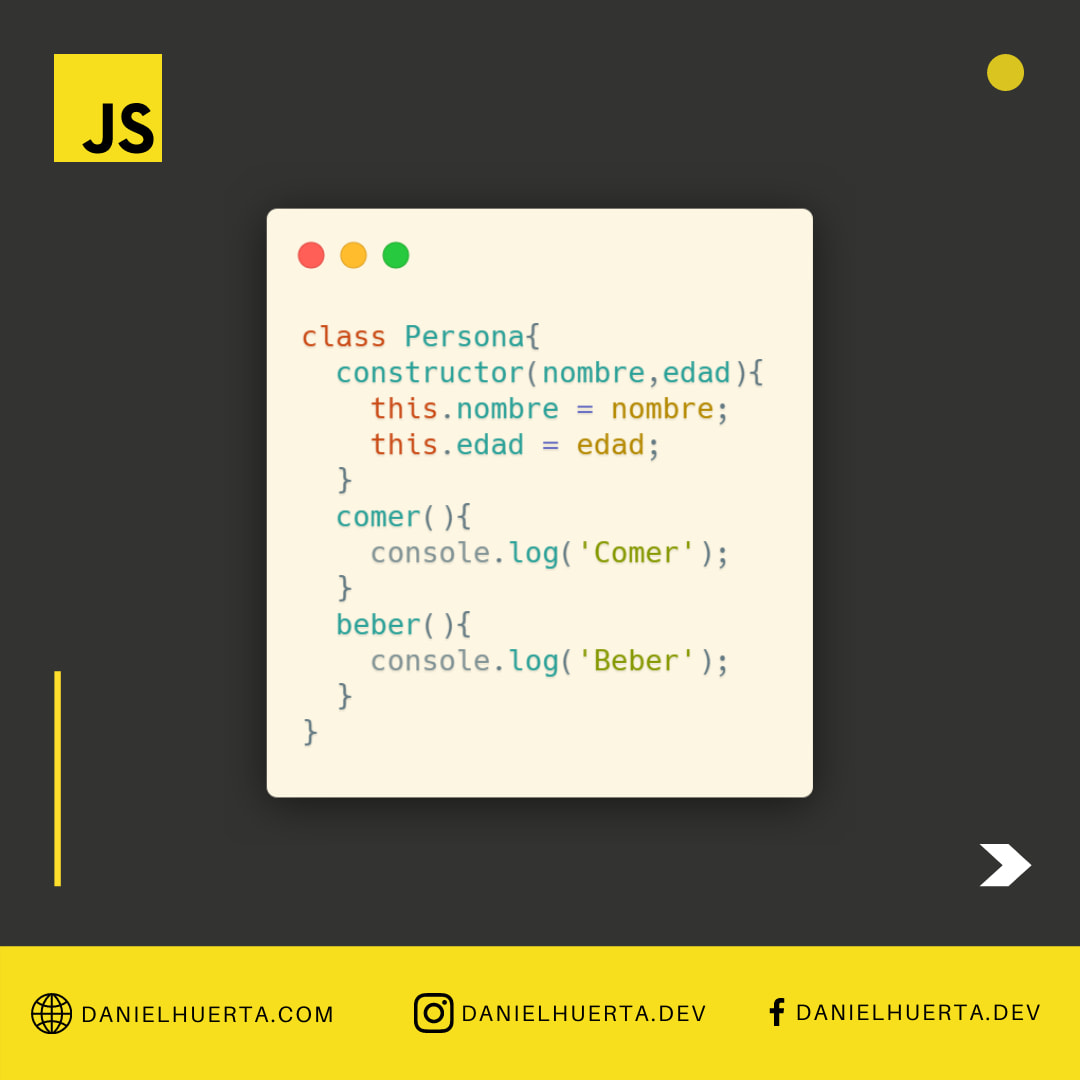 JS
class Persona{
  constructor(nombre,edad){
    this.nombre = nombre;
    this.edad = edad;
  }
  comer(){
    console.log('Comer');
  }
  beber(){
    console.log('Beber');
  }
}
DANIELHUERTA.COM
DANIELHUERTA.DEV
DANIELHUERTA.DEV